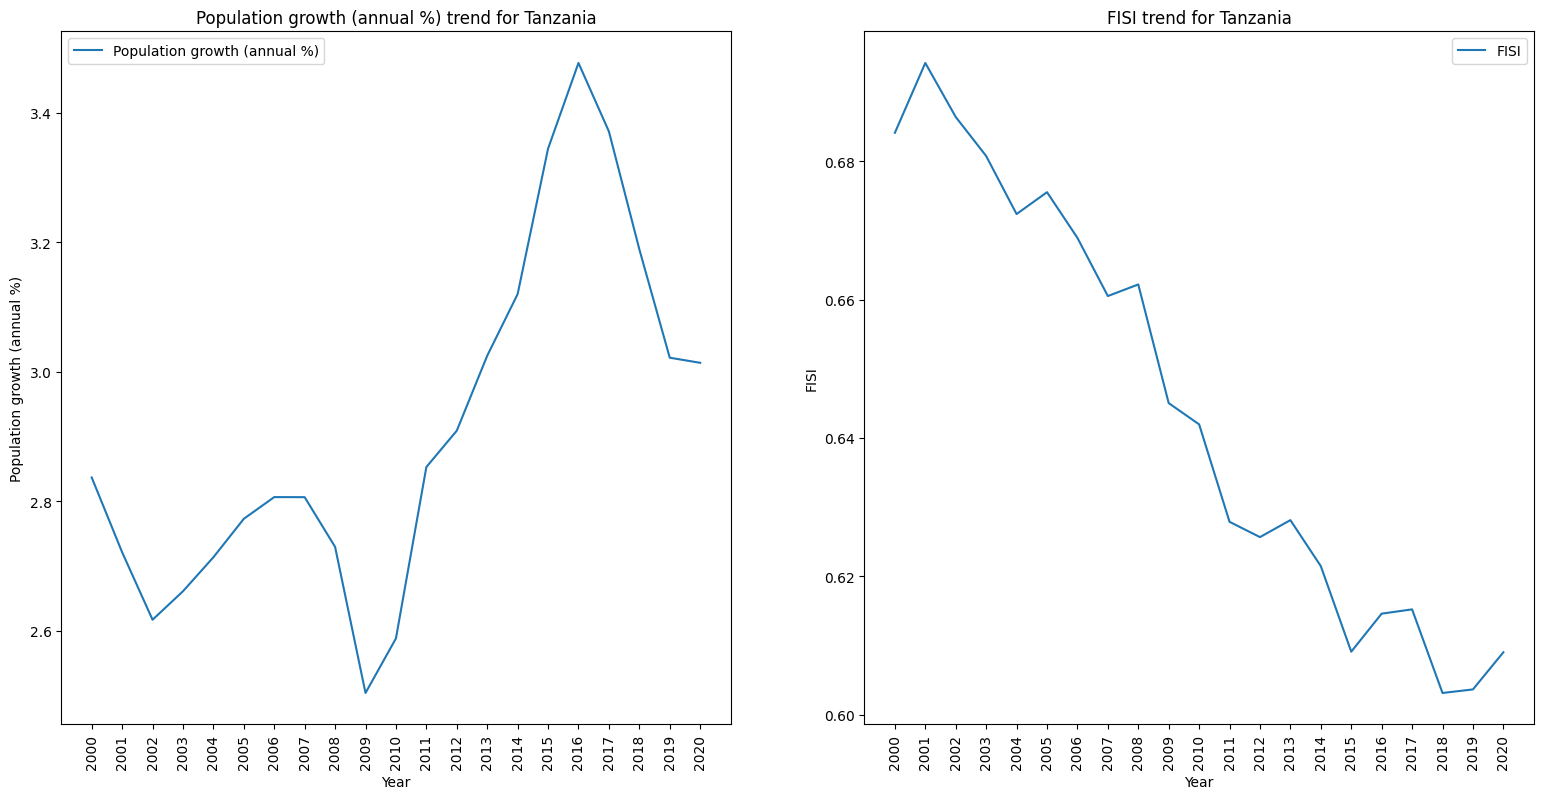 Population growth (annual %) trend for Tanzania
Population growth (annual %)
Population growth (annual %)
3.4
3.2
3.0
2.8
2.6
2000 2001 2002 2003 2004 2005 2006 2007 2008 2009 2010 2011 2012 2013 2014 2015 2016 2017 2018 2019 2020
Year
FISI trend for Tanzania
FISI
FISI
0.68
0.66
0.64
0.62
0.60
2000 2001 2002 2003 2004 2005 2006 2007 2008 2009 2010 2011 2012 2013 2014 2015 2016 2017 2018 2019 2020
Year